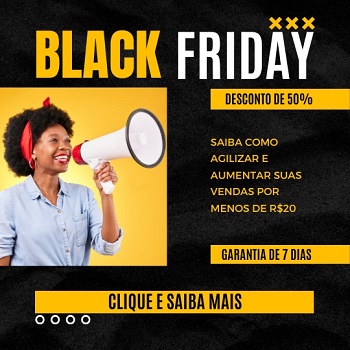 BLACK FRIDAY
DESCONTO DE 50%
SAIBA COMO
AGILIZAR E
AUMENTAR SUAS
VENDAS POR
MENOS DE R$20
GARANTIA DE 7 DIAS
CLIQUE E SAIBA MAIS